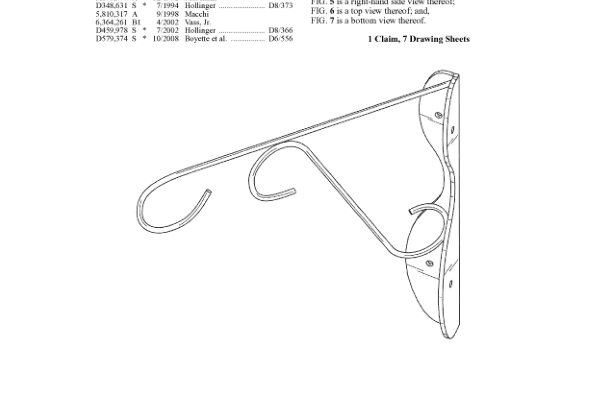 D348,631 S * 7/1994 Hollinger ........................ D8/373
5,810,317 A 9/1998 Macchi
6,364,261 B1 4/2002 Vass, Jr.
D459,978 S * 7/2002 Hollinger ........................ D8/366
D579,374 S * 10/2008 Boyette et al. ................ D6/556
FIG. 5 is a right-hand side view thereof;
FIG. 6 is a top view thereof; and,
FIG. 7 is a bottom view thereof.
1 Claim, 7 Drawing Sheets